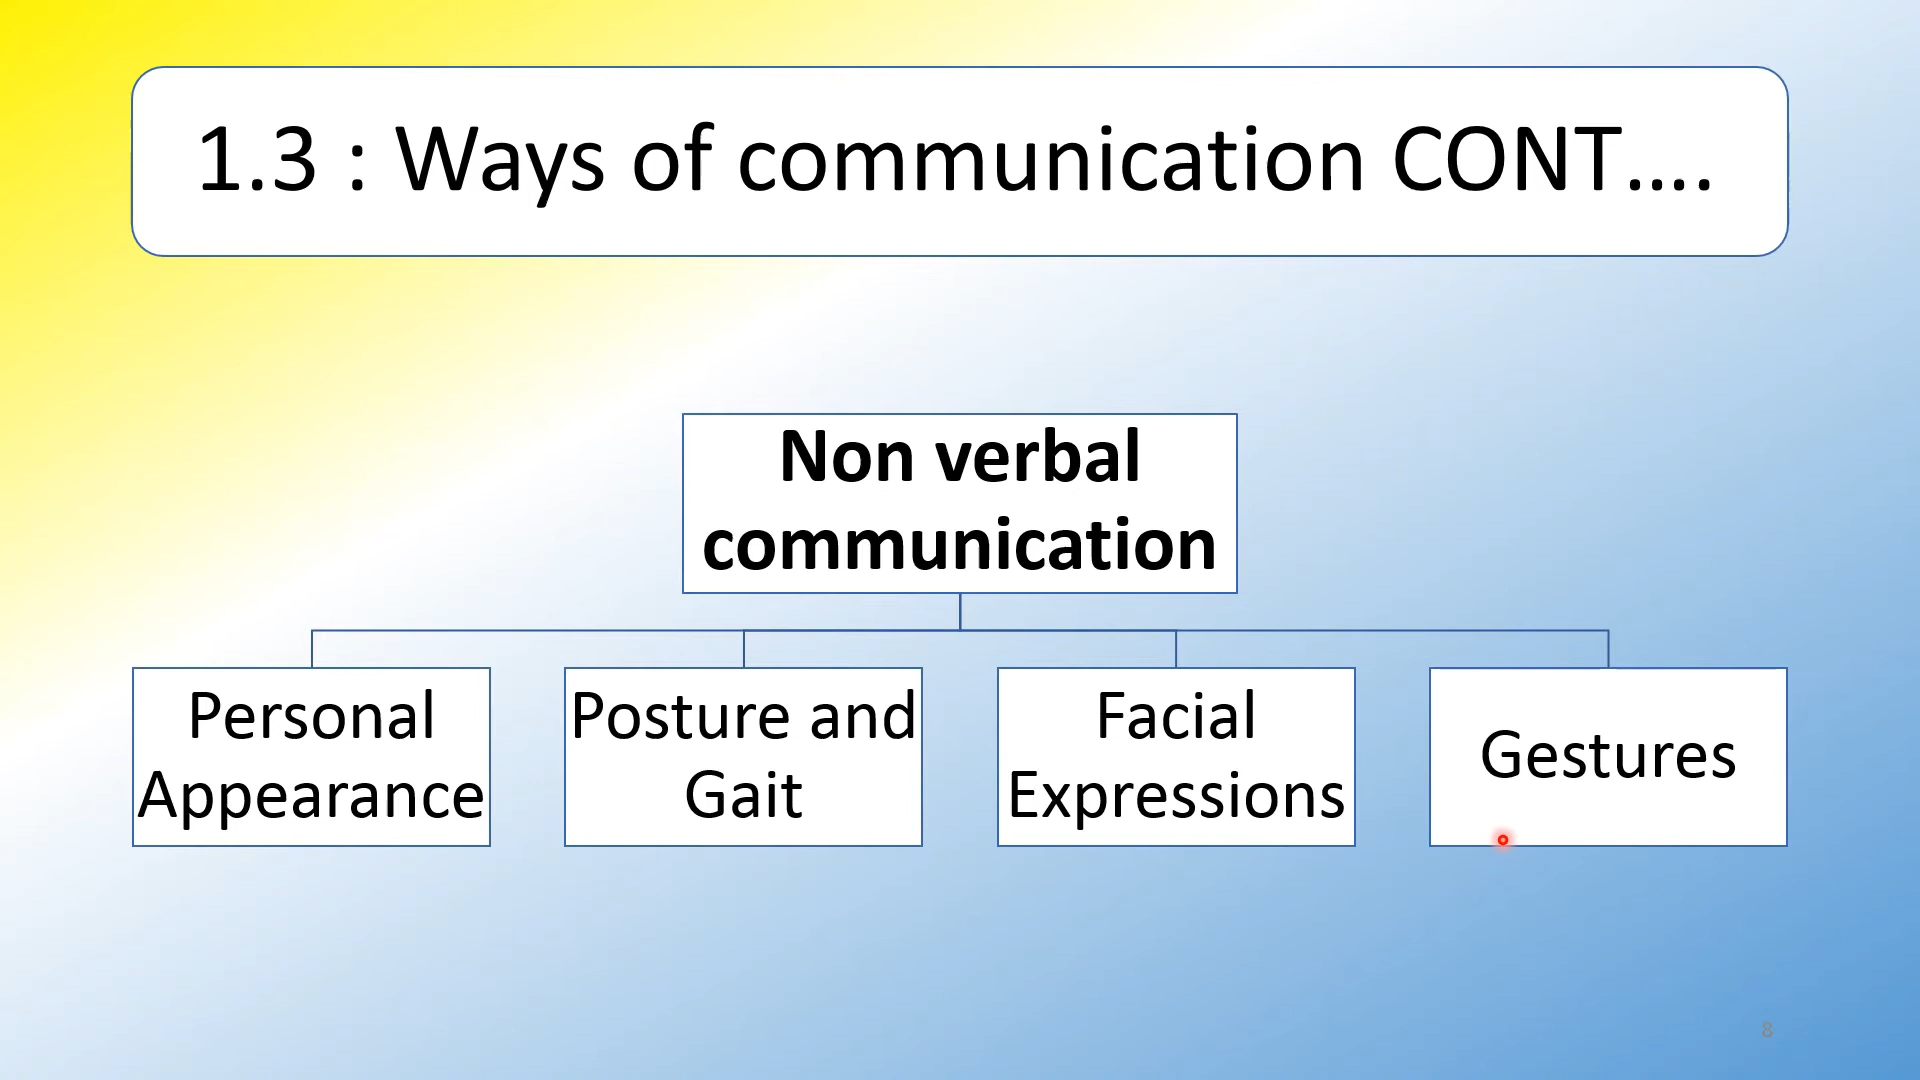 1.3 : Ways of communication CONT....
Non verbal
communication
Personal
Appearance
Posture and
Gait
Facial
Expressions
Gestures
8